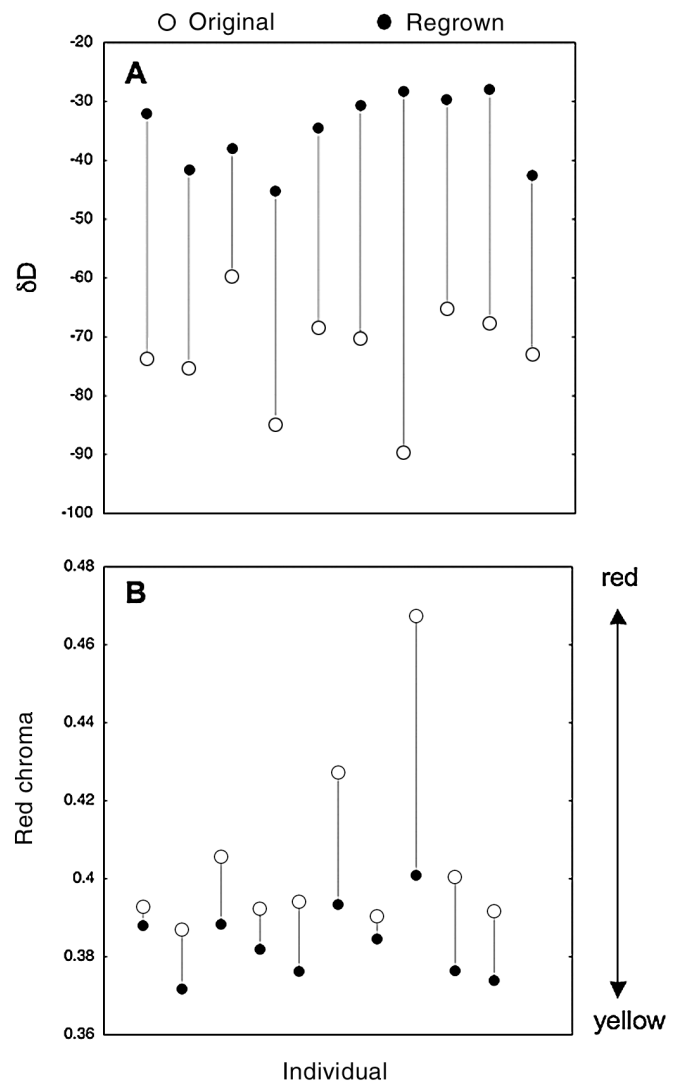 Original Regrown
A
-20
-30
-40
-50
-60
-70
-80
-90
-100
δD
B
0.48
0.46
0.44
0.42
0.4
0.38
0.36
Red chroma
red
yellow
Individual